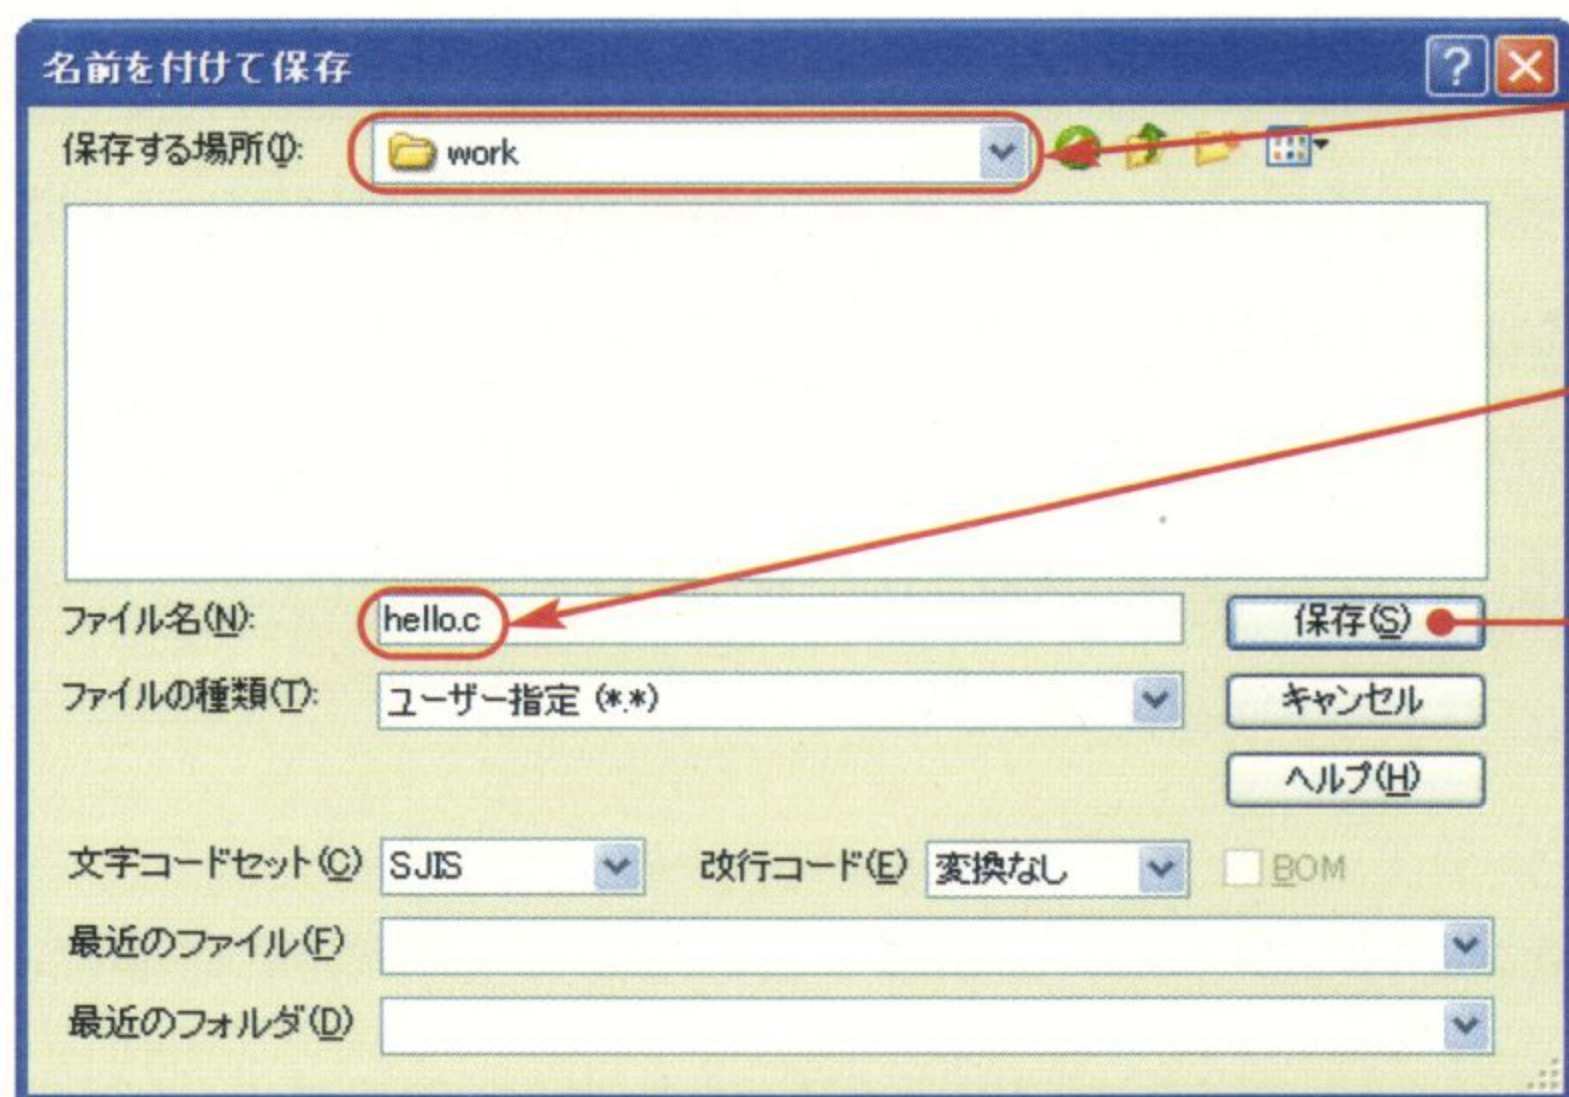 名前を付けて保存
保存する場所(I):
work
ファイル名(N):
hello.c
保存(S)
ファイルの種類(T):
ユーザー指定 (*.*)
キャンセル
ヘルプ(H)
文字コードセット(C)
SJIS
改行コード(E)
変換なし
BOM
最近のファイル(F)
最近のフォルダ(D)